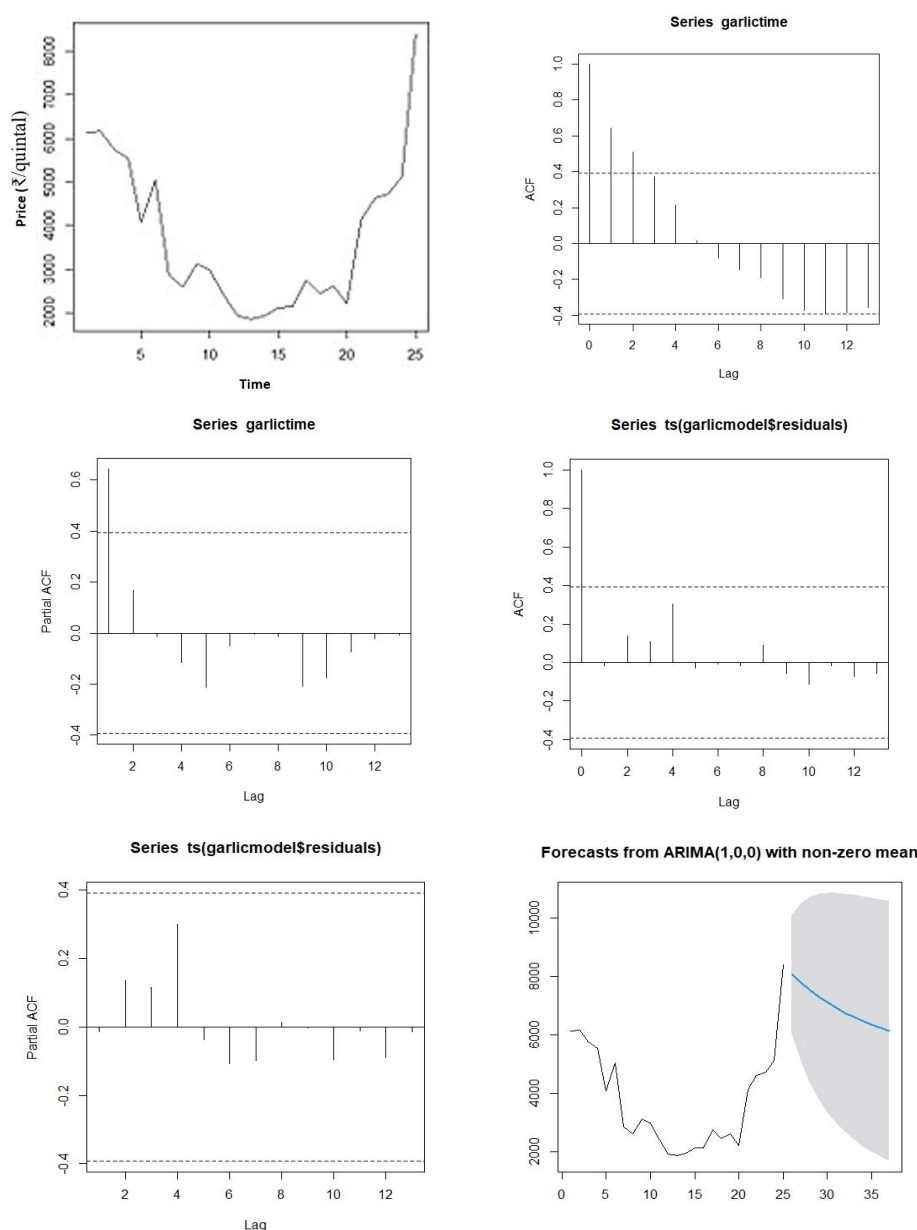 Price (₹/quintal)
8000
7000
6000
5000
4000
3000
2000
5 10 15 20 25
Time
Series garlictime
ACF
1.0
0.8
0.6
0.4
0.2
0.0
-0.2
-0.4
0 2 4 6 8 10 12
Lag
Series garlictime
Partial ACF
0.6
0.4
0.2
0.0
-0.2
-0.4
2 4 6 8 10 12
Lag
Series ts(garlicmodel$residuals)
ACF
1.0
0.8
0.6
0.4
0.2
0.0
-0.2
-0.4
0 2 4 6 8 10 12
Lag
Series ts(garlicmodel$residuals)
Partial ACF
0.4
0.2
0.0
-0.2
-0.4
2 4 6 8 10 12
Lag
Forecasts from ARIMA(1,0,0) with non-zero mean
10000
8000
6000
4000
2000
0 5 10 15 20 25 30 35